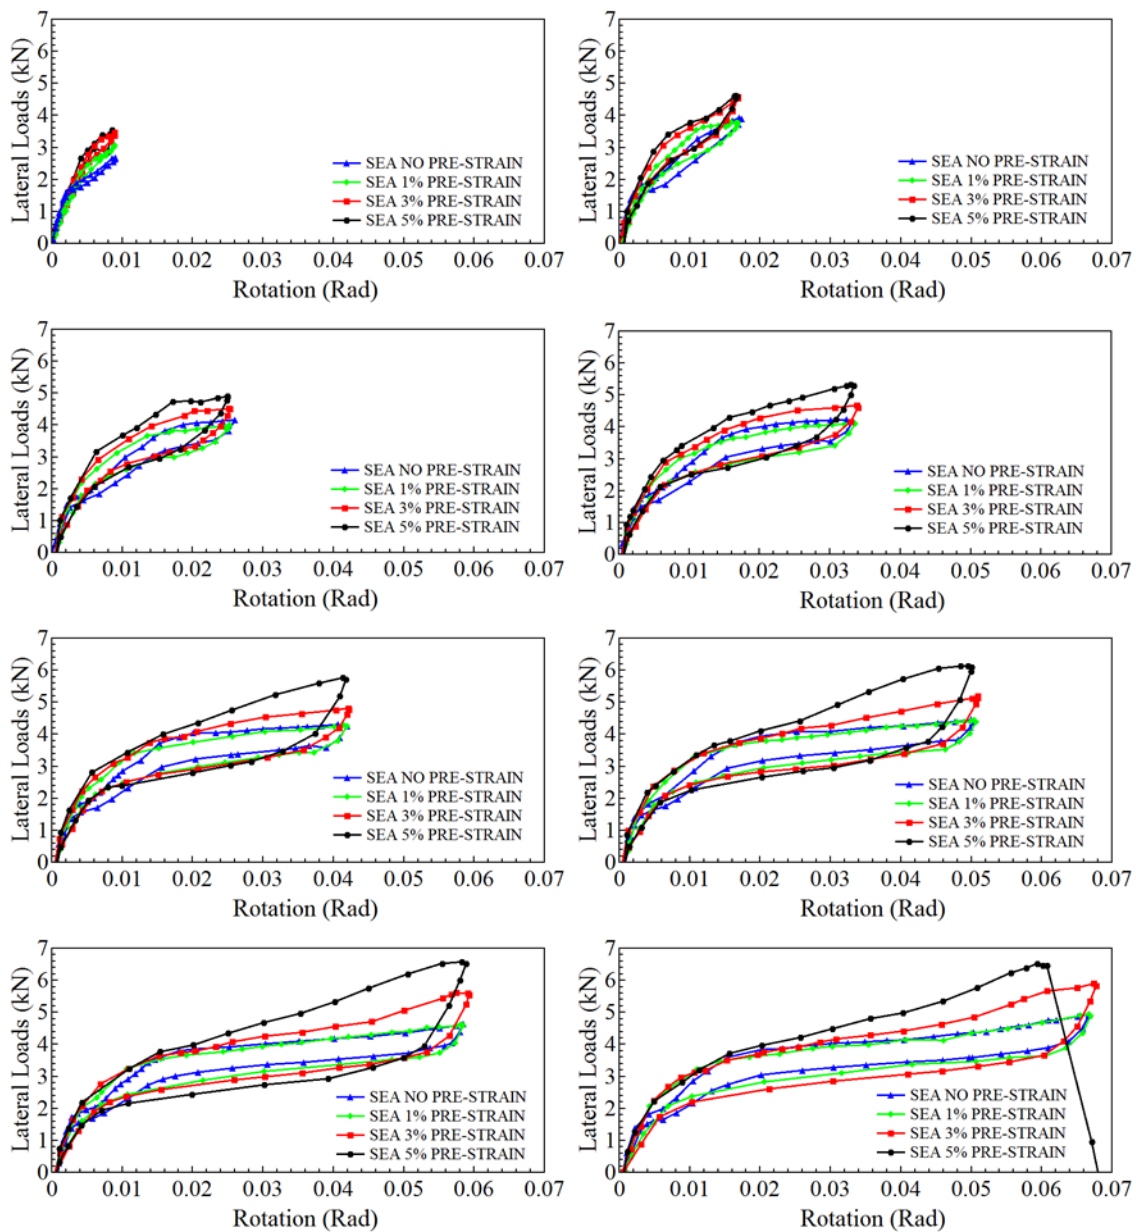 7
6
5
4
3
2
1
0
Lateral Loads (kN)
SEA NO PRE-STRAIN
SEA 1% PRE-STRAIN
SEA 3% PRE-STRAIN
SEA 5% PRE-STRAIN
0 0.01 0.02 0.03 0.04 0.05 0.06 0.07
Rotation (Rad)
7
6
5
4
3
2
1
0
Lateral Loads (kN)
SEA NO PRE-STRAIN
SEA 1% PRE-STRAIN
SEA 3% PRE-STRAIN
SEA 5% PRE-STRAIN
0 0.01 0.02 0.03 0.04 0.05 0.06 0.07
Rotation (Rad)
7
6
5
4
3
2
1
0
Lateral Loads (kN)
SEA NO PRE-STRAIN
SEA 1% PRE-STRAIN
SEA 3% PRE-STRAIN
SEA 5% PRE-STRAIN
0 0.01 0.02 0.03 0.04 0.05 0.06 0.07
Rotation (Rad)
7
6
5
4
3
2
1
0
Lateral Loads (kN)
SEA NO PRE-STRAIN
SEA 1% PRE-STRAIN
SEA 3% PRE-STRAIN
SEA 5% PRE-STRAIN
0 0.01 0.02 0.03 0.04 0.05 0.06 0.07
Rotation (Rad)
7
6
5
4
3
2
1
0
Lateral Loads (kN)
SEA NO PRE-STRAIN
SEA 1% PRE-STRAIN
SEA 3% PRE-STRAIN
SEA 5% PRE-STRAIN
0 0.01 0.02 0.03 0.04 0.05 0.06 0.07
Rotation (Rad)
7
6
5
4
3
2
1
0
Lateral Loads (kN)
SEA NO PRE-STRAIN
SEA 1% PRE-STRAIN
SEA 3% PRE-STRAIN
SEA 5% PRE-STRAIN
0 0.01 0.02 0.03 0.04 0.05 0.06 0.07
Rotation (Rad)
7
6
5
4
3
2
1
0
Lateral Loads (kN)
SEA NO PRE-STRAIN
SEA 1% PRE-STRAIN
SEA 3% PRE-STRAIN
SEA 5% PRE-STRAIN
0 0.01 0.02 0.03 0.04 0.05 0.06 0.07
Rotation (Rad)
7
6
5
4
3
2
1
0
Lateral Loads (kN)
SEA NO PRE-STRAIN
SEA 1% PRE-STRAIN
SEA 3% PRE-STRAIN
SEA 5% PRE-STRAIN
0 0.01 0.02 0.03 0.04 0.05 0.06 0.07
Rotation (Rad)